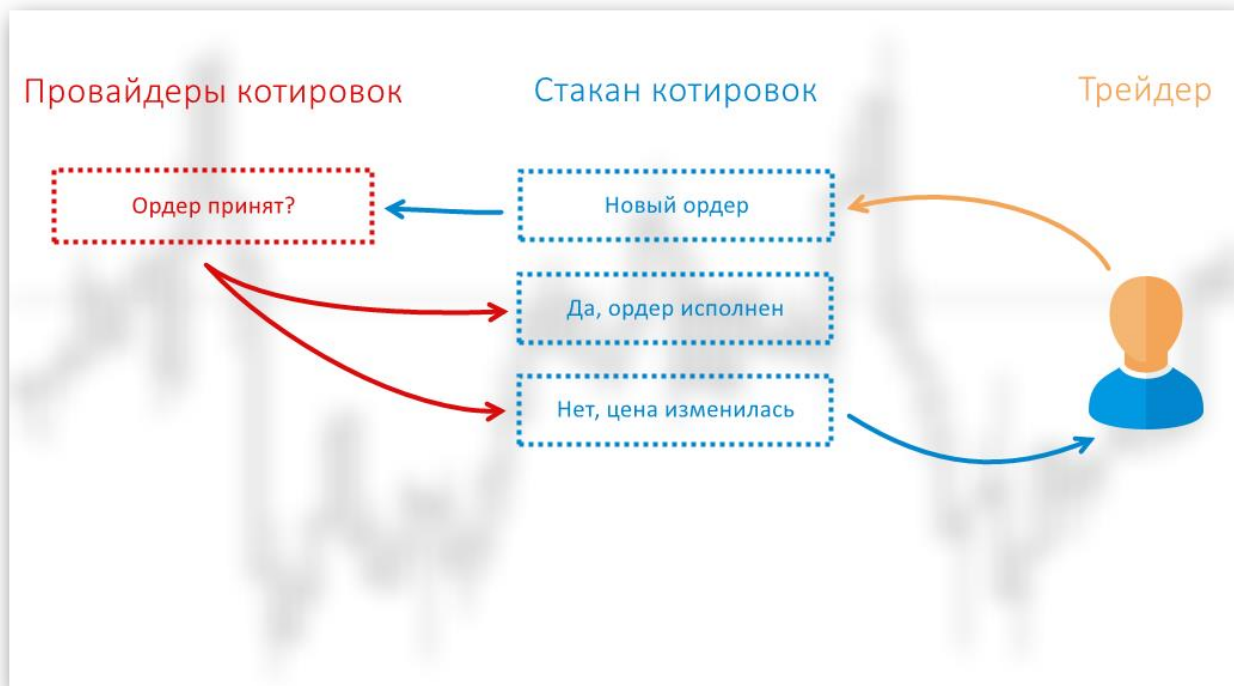 Провайдеры котировок
Стакан котировок
Трейдер
Ордер принят?
Новый ордер
Да, ордер исполнен
Нет, цена изменилась